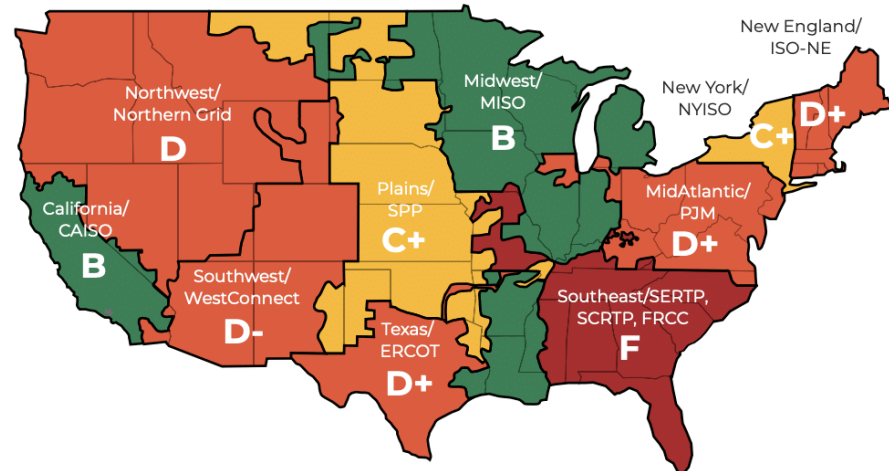 New England/
ISO-NE
New York/
NYISO
Northwest/
Northern Grid
D
Midwest/
MISO
B
C+
D+
California/
CAISO
B
Plains/
SPP
C+
MidAtlantic/
PJM
D+
Southwest/
WestConnect
D-
Texas/
ERCOT
D+
Southeast/SERTP,
SCRTP, FRCC
F